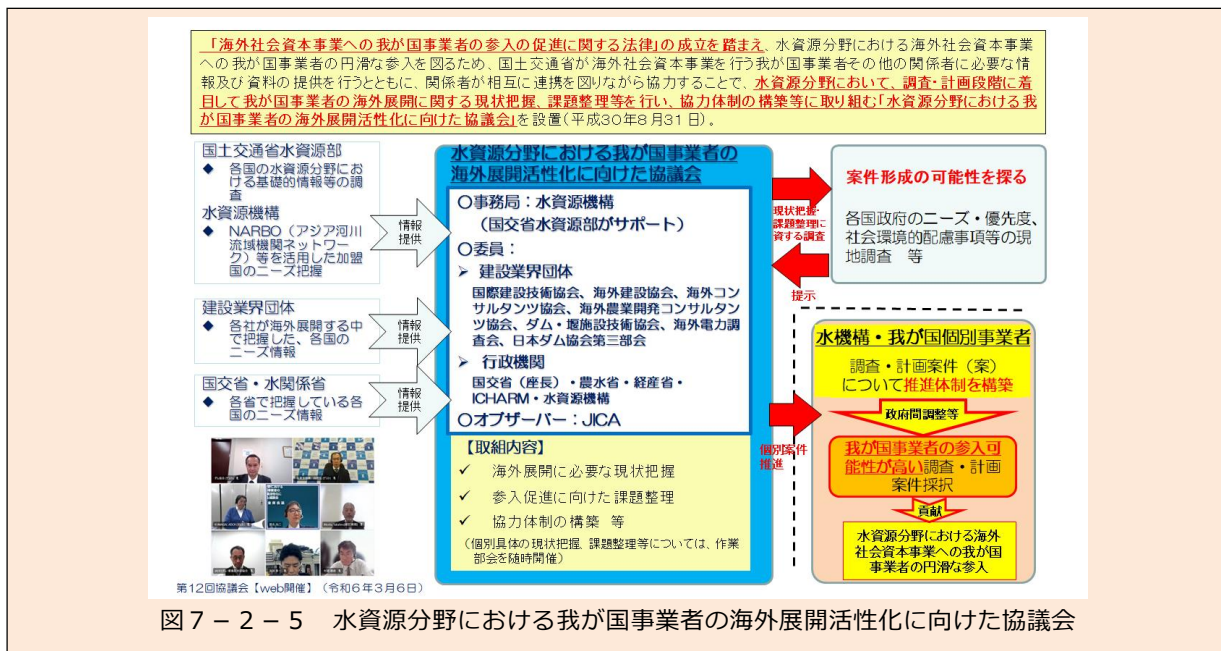 「海外社会資本事業への我が国事業者の参入の促進に関する法律」の成立を踏まえ、水資源分野における海外社会資本事業
への我が国事業者の円滑な参入を図るため、国土交通省が海外社会資本事業を行う我が国事業者その他の関係者に必要な情
報及び資料の提供を行うとともに、関係者が相互に連携を図りながら協力することで、水資源分野において、調査・計画段階に着
目して我が国事業者の海外展開に関する現状把握、課題整理等を行い、協力体制の構築等に取り組む「水資源分野における我
が国事業者の海外展開活性化に向けた協議会」を設置(平成30年8月31日)。
国土交通省水資源部
◆ 各国の水資源分野にお
ける基礎的情報等の調
査
水資源機構
◆ NARBO(アジア河川
流域機関ネットワー
ク)等を活用した加盟
国のニーズ把握
情報
提供
建設業界団体
◆ 各社が海外展開する中
で把握した、各国の
ニーズ情報
情報
提供
国交省・水関係省
◆ 各省で把握している各
国のニーズ情報
情報
提供
第12回協議会【web開催】(令和6年3月6日)
水資源分野における我が国事業者の
海外展開活性化に向けた協議会
〇事務局:水資源機構
(国交省水資源部がサポート)
〇委員:
➢ 建設業界団体
国際建設技術協会、海外建設協会、海外コン
サルタンツ協会、海外農業開発コンサルタン
ツ協会、ダム・堰施設技術協会、海外電力調
査会、日本ダム協会第三部会
➢ 行政機関
国交省(座長)・農水省・経産省・
ICHARM・水資源機構
〇オブザーバー:JICA
【取組内容】
✓ 海外展開に必要な現状把握
✓ 参入促進に向けた課題整理
✓ 協力体制の構築 等
(個別具体の現状把握、課題整理等については、作業
部会を随時開催)
現状把握・
課題整理に
資する調査
提示
案件形成の可能性を探る
各国政府のニーズ・優先度、
社会環境的配慮事項等の現
地調査 等
個別案件
推進
水機構・我が国個別事業者
調査・計画案件(案)
について推進体制を構築
政府間調整等
我が国事業者の参入可
能性が高い調査・計画
案件採択
貢献
水資源分野における海外
社会資本事業への我が国
事業者の円滑な参入
図7-2-5 水資源分野における我が国事業者の海外展開活性化に向けた協議会